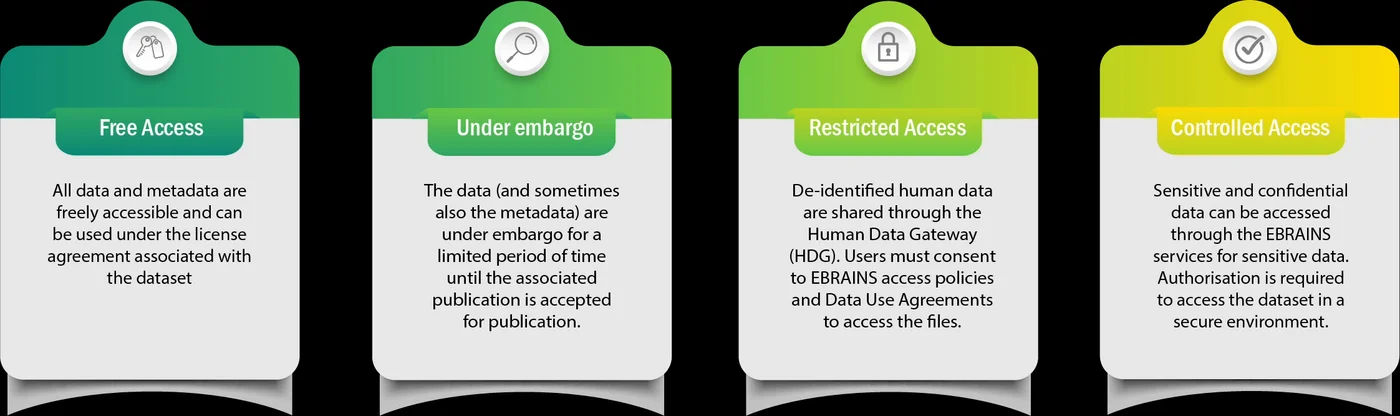 Free Access
All data and metadata are
freely accessible and can
be used under the license
agreement associated with
the dataset
Under embargo
The data (and sometimes
also the metadata) are
under embargo for a
limited period of time
until the associated
publication is accepted
for publication.
Restricted Access
De-identified human data
are shared through the
Human Data Gateway
(HDG). Users must consent
to EBRAINS access policies
and Data Use Agreements
to access the files.
Controlled Access
Sensitive and confidential
data can be accessed
through the EBRAINS
services for sensitive data.
Authorisation is required
to access the dataset in a
secure environment.